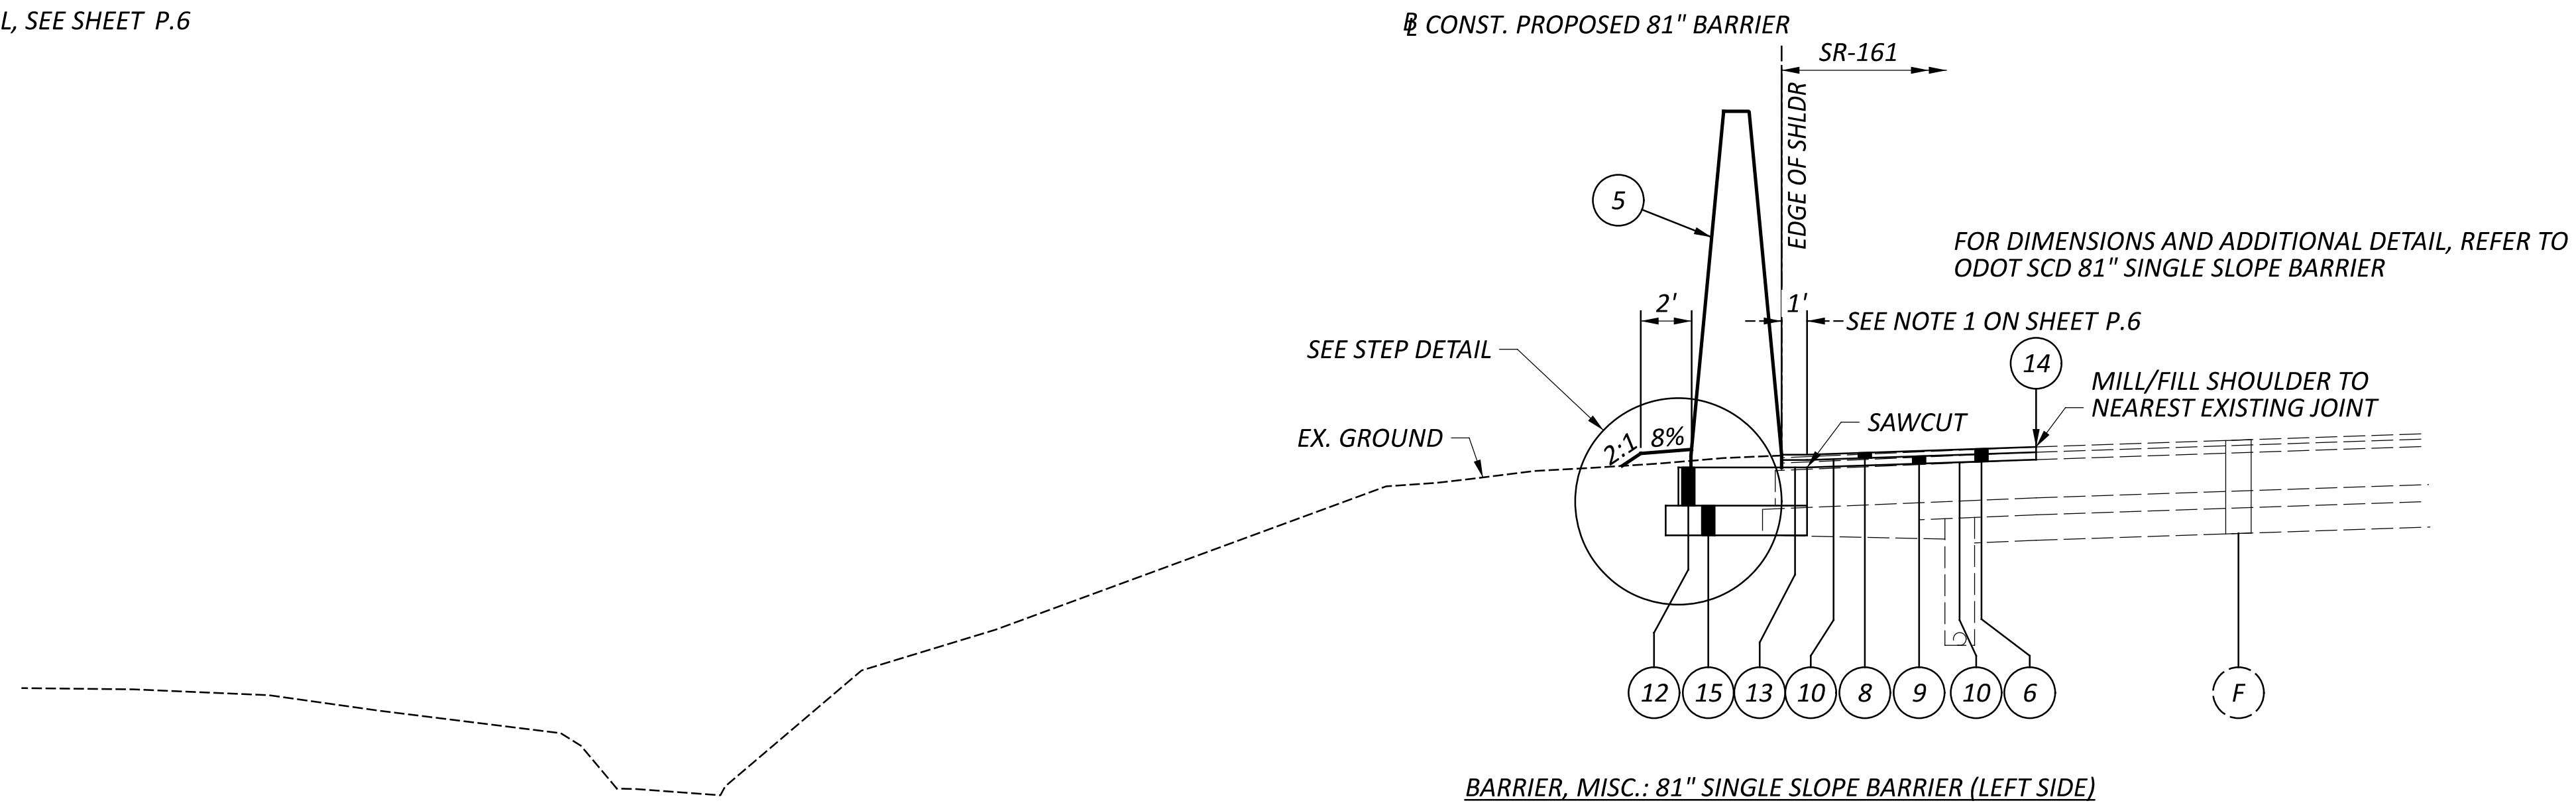 L, SEE SHEET P.6
BL CONST. PROPOSED 81" BARRIER
SR-161
EDGE OF SHLDR
5
FOR DIMENSIONS AND ADDITIONAL DETAIL, REFER TO
ODOT SCD 81" SINGLE SLOPE BARRIER
2'
1'
SEE NOTE 1 ON SHEET P.6
SEE STEP DETAIL
14
MILL/FILL SHOULDER TO
NEAREST EXISTING JOINT
SAWCUT
EX. GROUND
2:1
8%
12
15
13
10
8
9
10
6
F
BARRIER, MISC.: 81" SINGLE SLOPE BARRIER (LEFT SIDE)